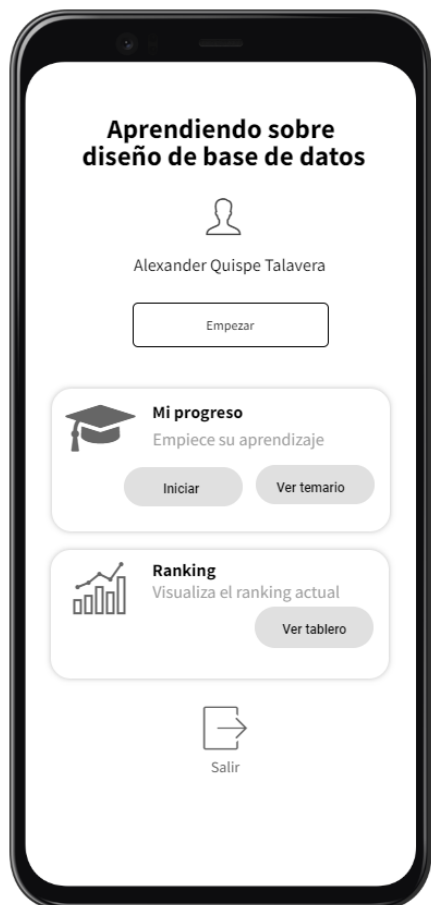 Aprendiendo sobre
diseño de base de datos
Alexander Quispe Talavera
Empezar
Mi progreso
Empiece su aprendizaje
Iniciar
Ver temario
Ranking
Visualiza el ranking actual
Ver tablero
Salir